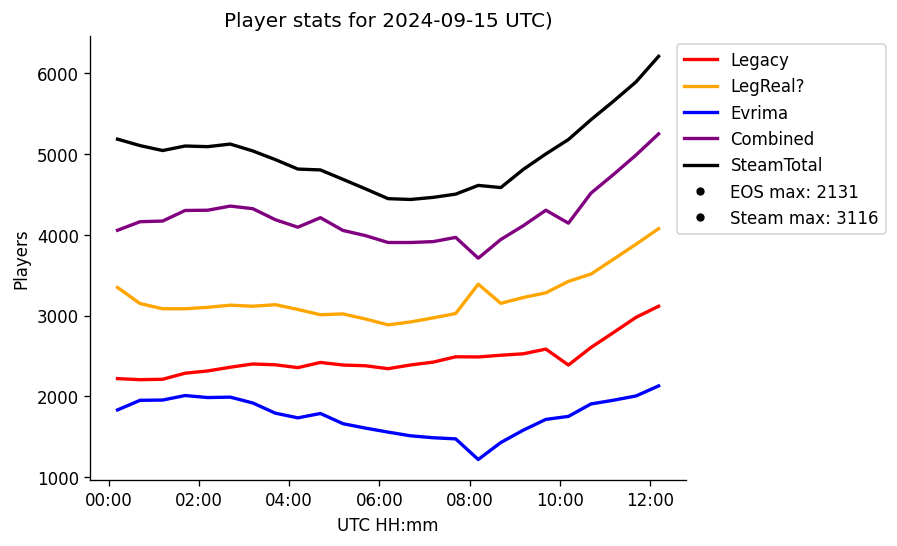 Player stats for 2024-09-15 UTC)
Players
6000
5000
4000
3000
2000
1000
00:00 02:00 04:00 06:00 08:00 10:00 12:00
UTC HH:mm
Legacy
LegReal?
Evrima
Combined
SteamTotal
EOS max: 2131
Steam max: 3116